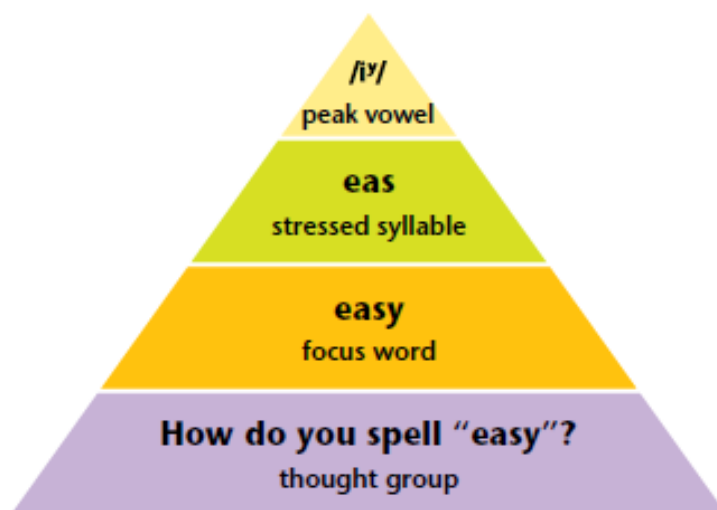 /iʸ/
peak vowel
eas
stressed syllable
easy
focus word
How do you spell “easy”?
thought group